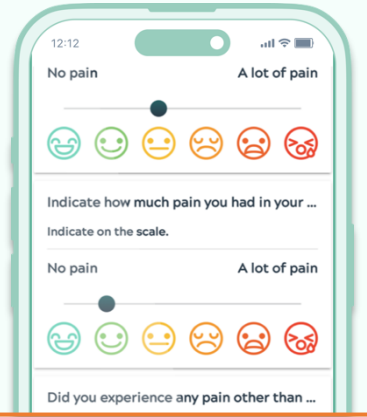 12:12
No pain A lot of pain
Indicate how much pain you had in your ...
Indicate on the scale.
No pain A lot of pain
Did you experience any pain other than ...